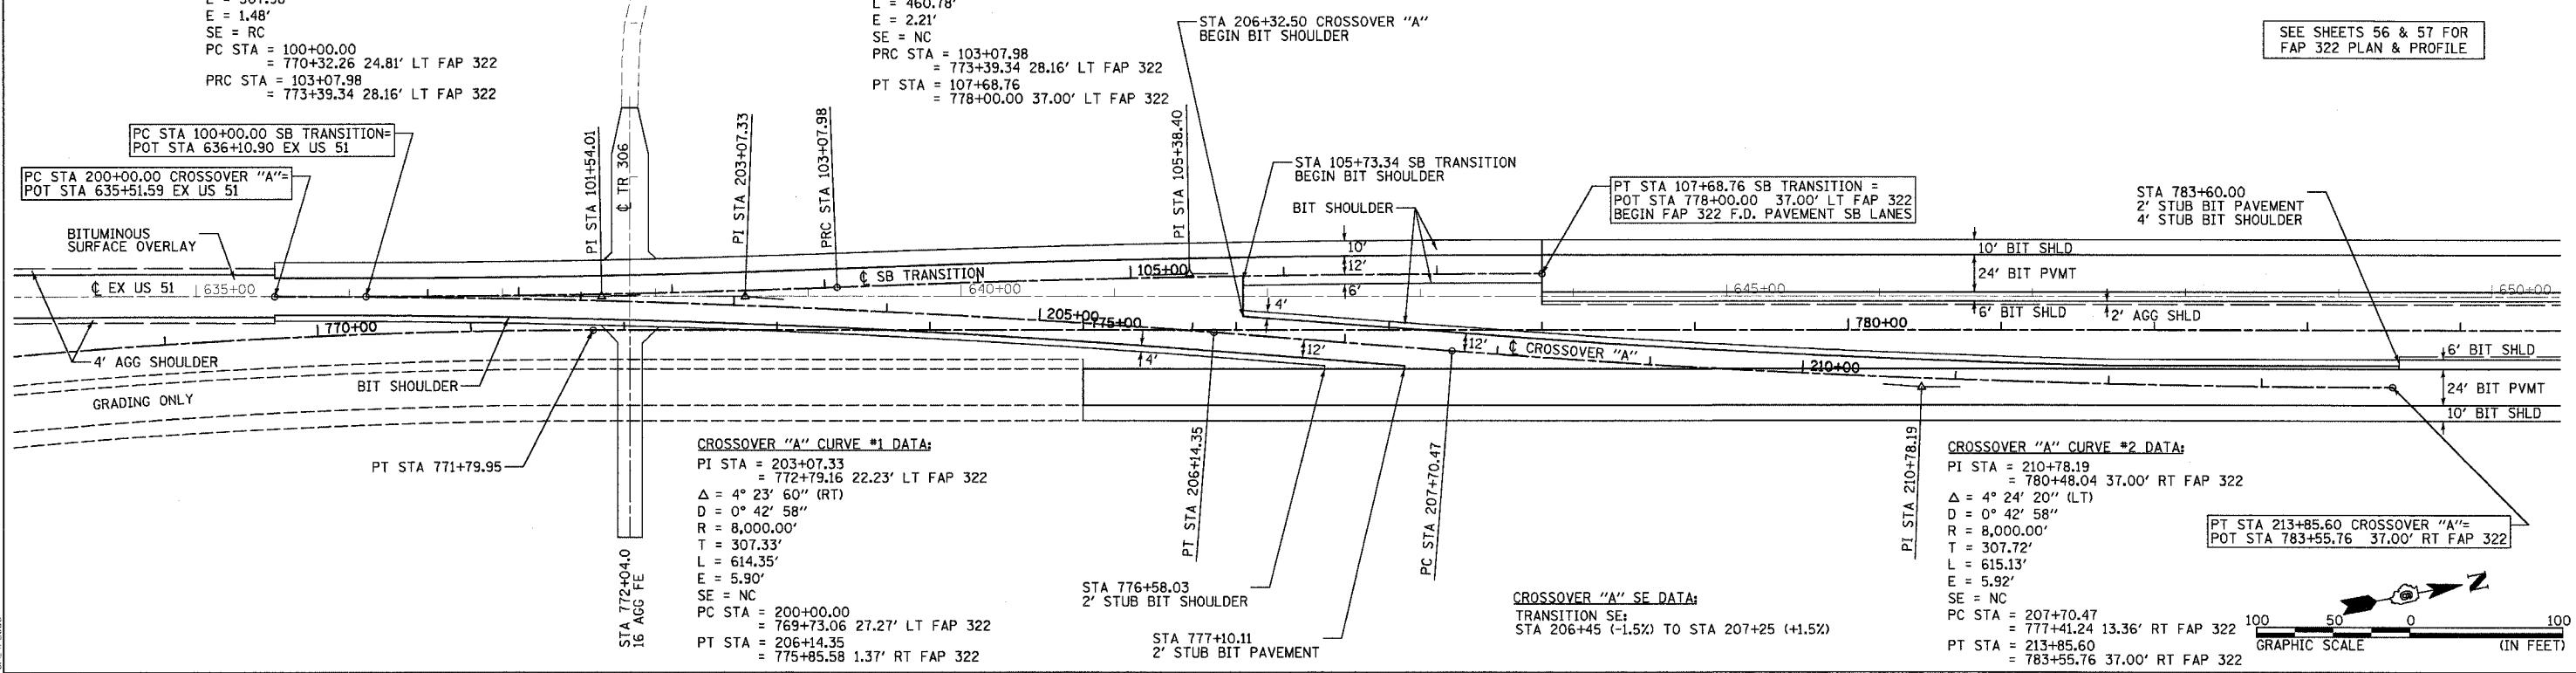 E = 1.48'
SE = RC
PC STA = 100+00.00
= 770+32.26 24.81' LT FAP 322
PRC STA = 103+07.98
= 773+39.34 28.16' LT FAP 322
L = 460.78'
E = 2.21'
SE = NC
PRC STA = 103+07.98
= 773+39.34 28.16' LT FAP 322
PT STA = 107+68.76
= 778+00.00 37.00' LT FAP 322
STA 206+32.50 CROSSOVER "A"
BEGIN BIT SHOULDER
SEE SHEETS 56 & 57 FOR
FAP 322 PLAN & PROFILE
PC STA 100+00.00 SB TRANSITION=
POT STA 636+10.90 EX US 51
PC STA 200+00.00 CROSSOVER "A"=
POT STA 635+51.59 EX US 51
PI STA 101+54.01
℄ TR 306
PI STA 203+07.33
PRC STA 103+07.98
PI STA 105+38.40
STA 105+73.34 SB TRANSITION
BEGIN BIT SHOULDER
BIT SHOULDER
PT STA 107+68.76 SB TRANSITION =
POT STA 778+00.00 37.00' LT FAP 322
BEGIN FAP 322 F.D. PAVEMENT SB LANES
STA 783+60.00
2' STUB BIT PAVEMENT
4' STUB BIT SHOULDER
BITUMINOUS
SURFACE OVERLAY
℄ EX US 51
635+00
℄ SB TRANSITION
640+00
105+00
10'
12'
6'
4'
10' BIT SHLD
24' BIT PVMT
645+00
650+00
6' BIT SHLD
2' AGG SHLD
770+00
205+00
775+00
780+00
4' AGG SHOULDER
BIT SHOULDER
4'
12'
12'
℄ CROSSOVER "A"
210+00
6' BIT SHLD
24' BIT PVMT
10' BIT SHLD
GRADING ONLY
PT STA 771+79.95
STA 772+04.0
16 AGG FE
CROSSOVER "A" CURVE #1 DATA:
PI STA = 203+07.33
= 772+79.16 22.23' LT FAP 322
Δ = 4° 23' 60" (RT)
D = 0° 42' 58"
R = 8,000.00'
T = 307.33'
L = 614.35'
E = 5.90'
SE = NC
PC STA = 200+00.00
= 769+73.06 27.27' LT FAP 322
PT STA = 206+14.35
= 775+85.58 1.37' RT FAP 322
PT STA 206+14.35
STA 776+58.03
2' STUB BIT SHOULDER
STA 777+10.11
2' STUB BIT PAVEMENT
PC STA 207+70.47
CROSSOVER "A" SE DATA:
TRANSITION SE:
STA 206+45 (-1.5%) TO STA 207+25 (+1.5%)
PI STA 210+78.19
CROSSOVER "A" CURVE #2 DATA:
PI STA = 210+78.19
= 780+48.04 37.00' RT FAP 322
Δ = 4° 24' 20" (LT)
D = 0° 42' 58"
R = 8,000.00'
T = 307.72'
L = 615.13'
E = 5.92'
SE = NC
PC STA = 207+70.47
= 777+41.24 13.36' RT FAP 322
PT STA = 213+85.60
= 783+55.76 37.00' RT FAP 322
PT STA 213+85.60 CROSSOVER "A"=
POT STA 783+55.76 37.00' RT FAP 322
Z
100 50 0 100
GRAPHIC SCALE (IN FEET)